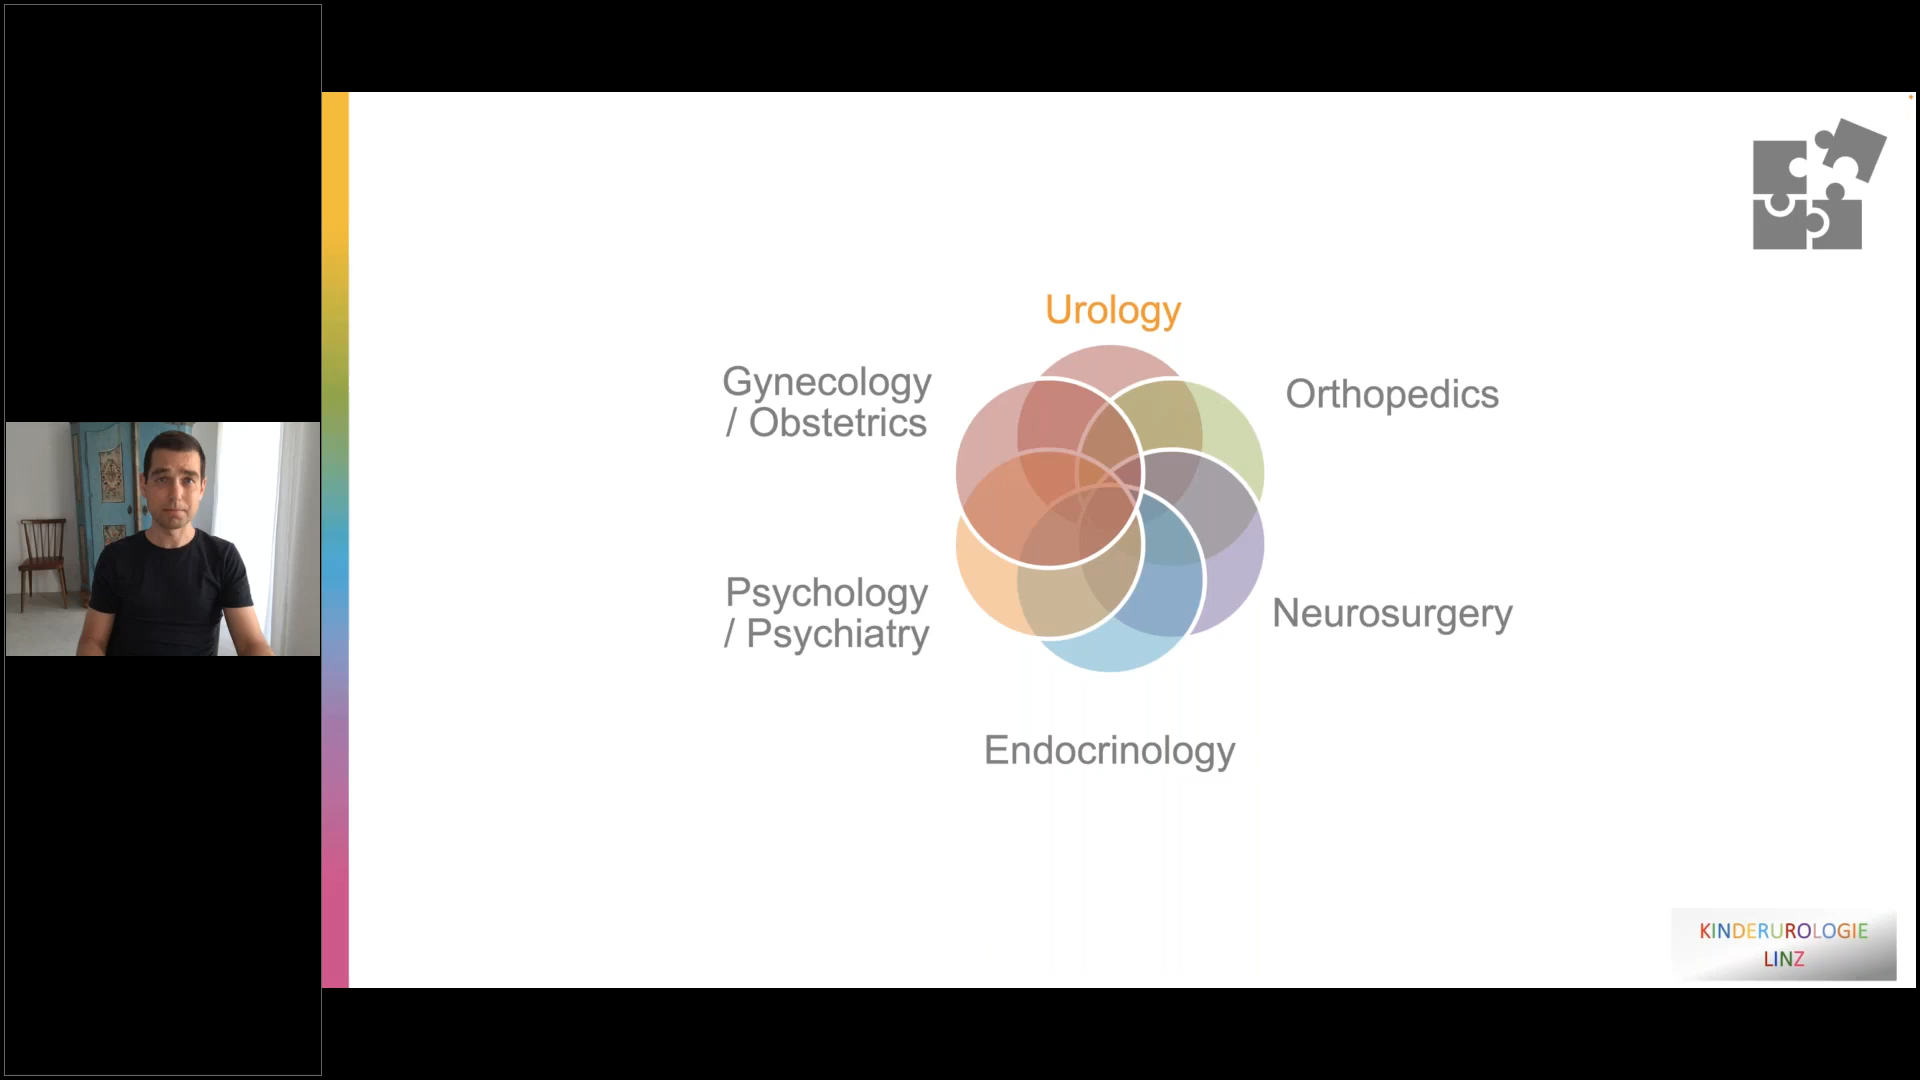 Urology
Gynecology
/ Obstetrics
Orthopedics
Psychology
/ Psychiatry
Neurosurgery
Endocrinology
KINDERUROLOGIE
LINZ